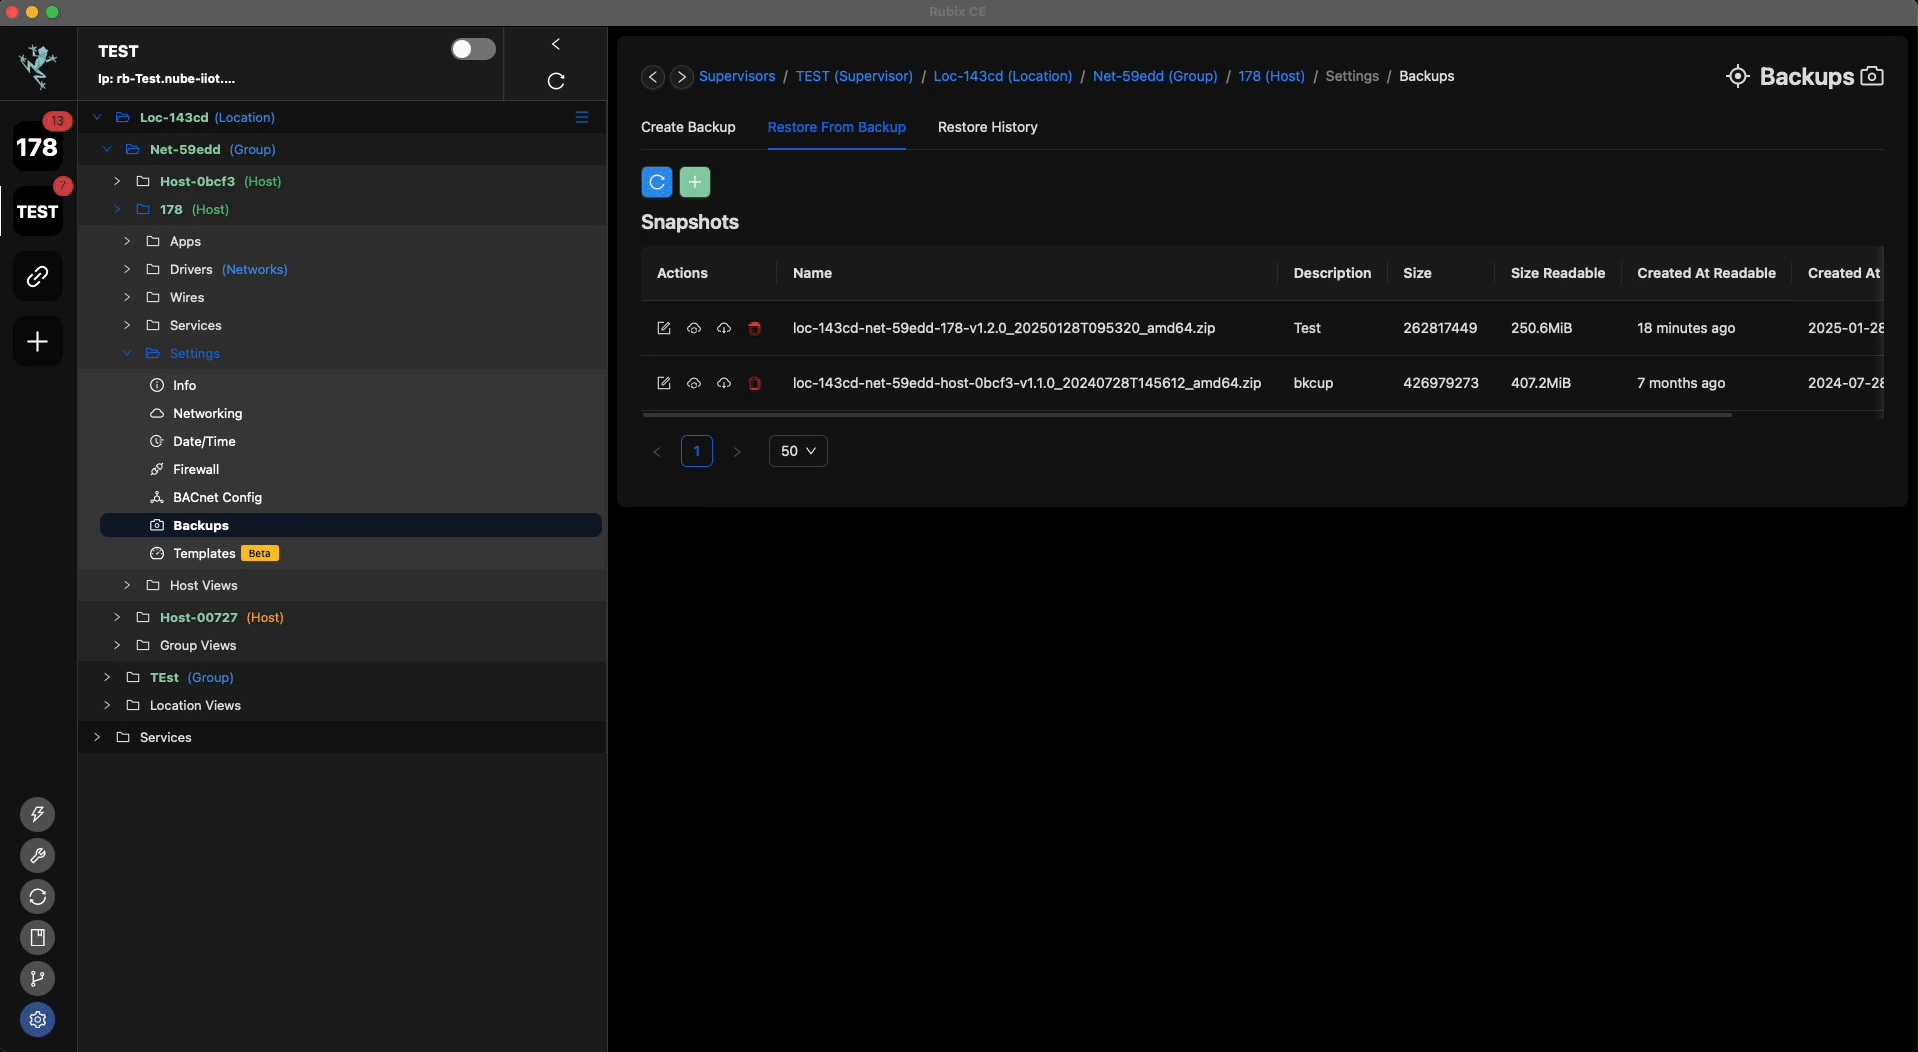 Rubix CE
TEST
Ip: rb-Test.nube-iiot....
13
178
7
TEST
Loc-143cd (Location)
Net-59edd (Group)
Host-0bcf3 (Host)
178 (Host)
Apps
Drivers (Networks)
Wires
Services
Settings
Info
Networking
Date/Time
Firewall
BACnet Config
Backups
Templates Beta
Host Views
Host-00727 (Host)
Group Views
TEst (Group)
Location Views
Services
Supervisors / TEST (Supervisor) / Loc-143cd (Location) / Net-59edd (Group) / 178 (Host) / Settings / Backups
Backups
Create Backup Restore From Backup Restore History
Snapshots
Actions Name Description Size Size Readable Created At Readable Created At
loc-143cd-net-59edd-178-v1.2.0_20250128T095320_amd64.zip Test 262817449 250.6MiB 18 minutes ago 2025-01-28
loc-143cd-net-59edd-host-0bcf3-v1.1.0_20240728T145612_amd64.zip bkcup 426979273 407.2MiB 7 months ago 2024-07-28
1 50